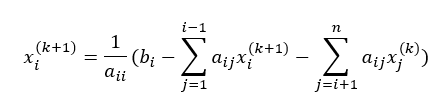 x_i^{(k+1)} = \frac{1}{a_{ii}} (b_i - \sum_{j=1}^{i-1} a_{ij} x_i^{(k+1)} - \sum_{j=i+1}^{n} a_{ij} x_j^{(k)})